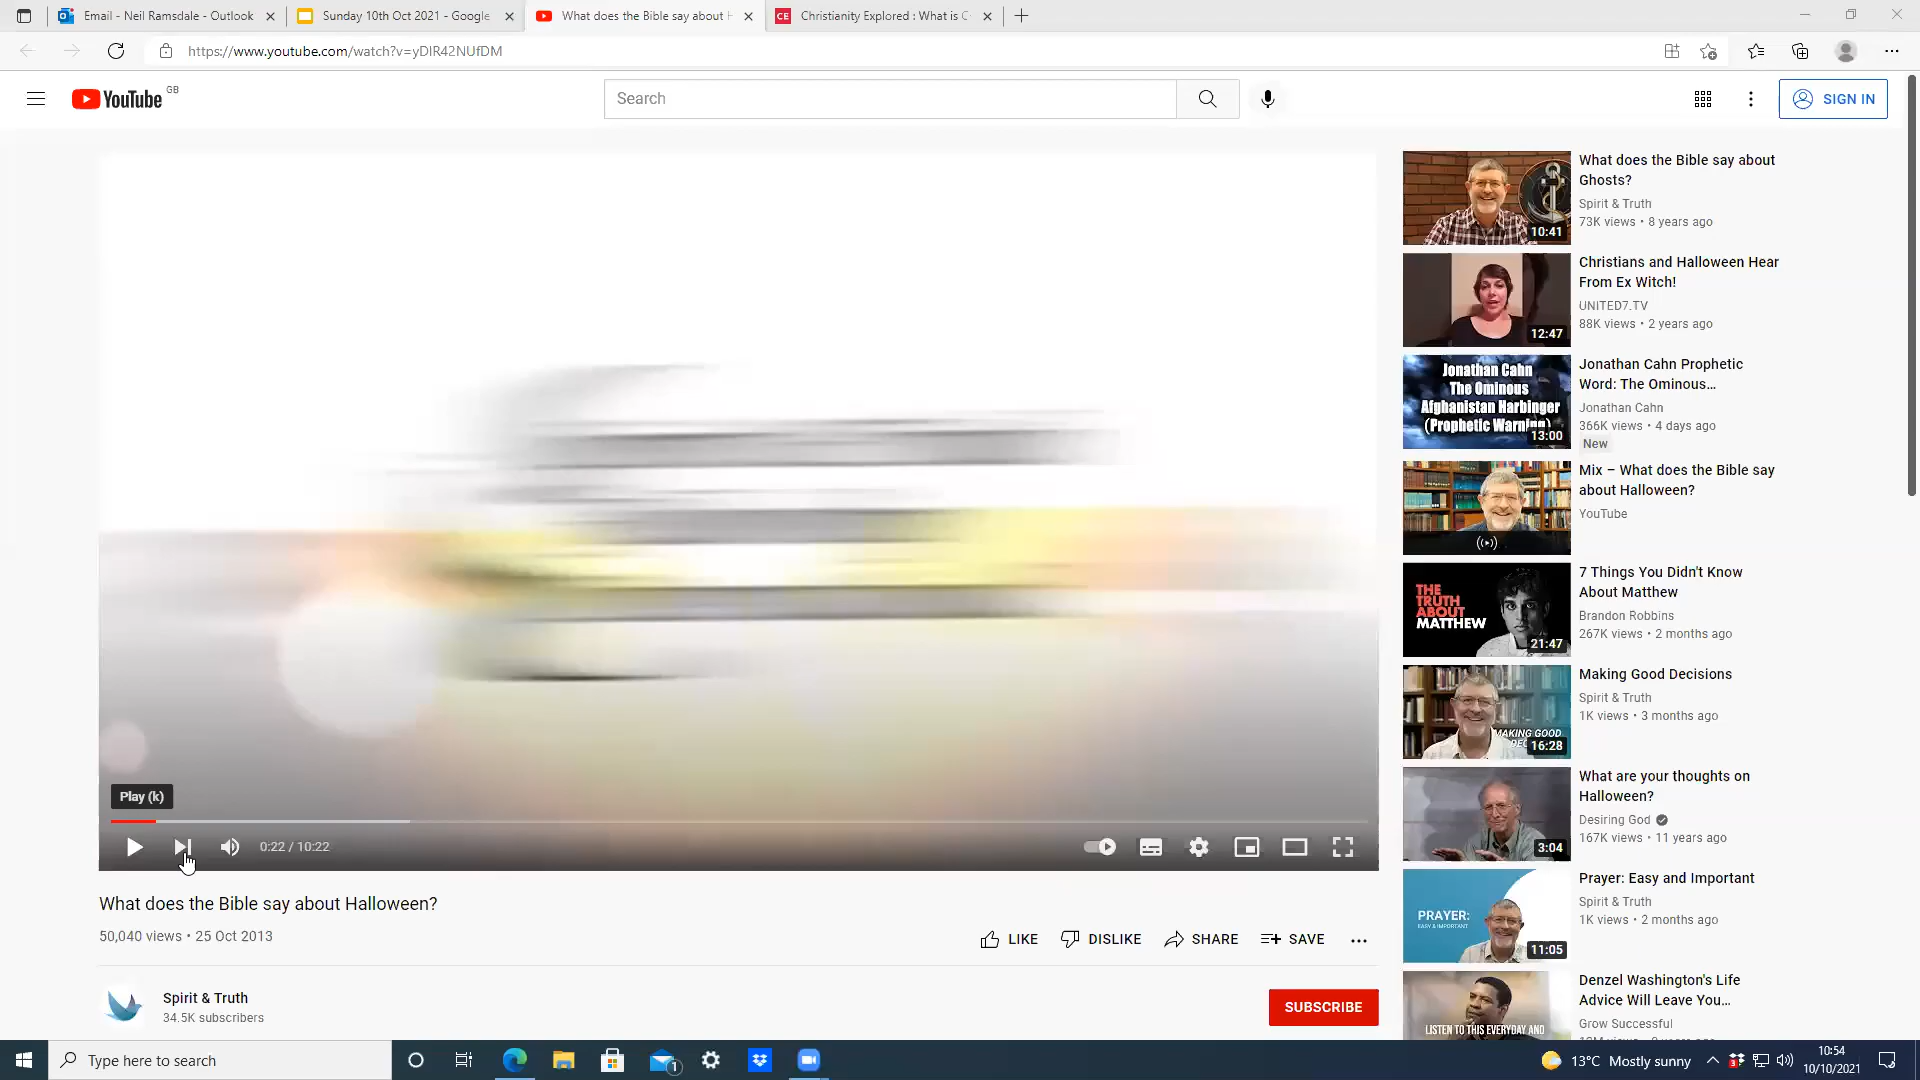 Email - Neil Ramsdale - Outlook
Sunday 10th Oct 2021 - Google
What does the Bible say about H
CE
Christianity Explored : What is C
https://www.youtube.com/watch?v=yDIR42NUfDM
YouTube GB
Search
SIGN IN
What does the Bible say about
Ghosts?
Spirit & Truth
73K views • 8 years ago
10:41
Christians and Halloween Hear
From Ex Witch!
UNITED7.TV
88K views • 2 years ago
12:47
Jonathan Cahn
The Ominous
Afghanistan Harbinger
(Prophetic Warning)
13:00
Jonathan Cahn Prophetic
Word: The Ominous...
Jonathan Cahn
366K views • 4 days ago
New
Mix – What does the Bible say
about Halloween?
YouTube
THE
TRUTH
ABOUT
MATTHEW
21:47
7 Things You Didn't Know
About Matthew
Brandon Robbins
267K views • 2 months ago
MAKING GOOD
16:28
Making Good Decisions
Spirit & Truth
1K views • 3 months ago
What are your thoughts on
Halloween?
Desiring God
167K views • 11 years ago
3:04
PRAYER:
EASY & IMPORTANT
11:05
Prayer: Easy and Important
Spirit & Truth
1K views • 2 months ago
LISTEN TO THIS EVERYDAY AND
Denzel Washington's Life
Advice Will Leave You...
Grow Successful
Play (k)
0:22 / 10:22
What does the Bible say about Halloween?
50,040 views • 25 Oct 2013
LIKE
DISLIKE
SHARE
SAVE
Spirit & Truth
34.5K subscribers
SUBSCRIBE
Type here to search
1
13°C Mostly sunny
3
10:54
10/10/2021